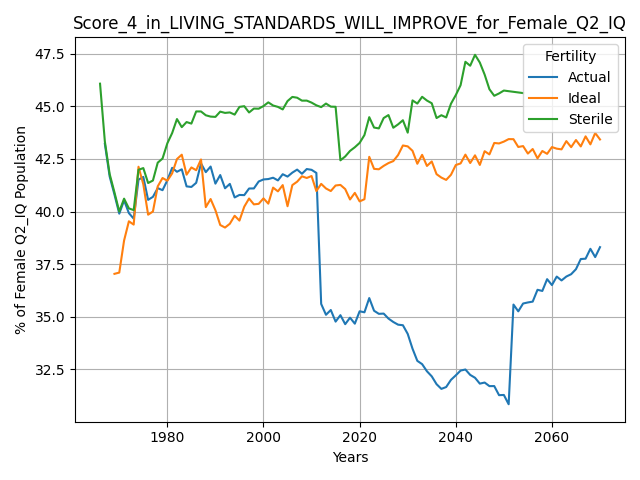 Score_4_in_LIVING_STANDARDS_WILL_IMPROVE_for_Female_Q2_IQ
47.5
45.0
42.5
40.0
37.5
35.0
32.5
% of Female Q2_IQ Population
Fertility
Actual
Ideal
Sterile
1980
2000
2020
2040
2060
Years